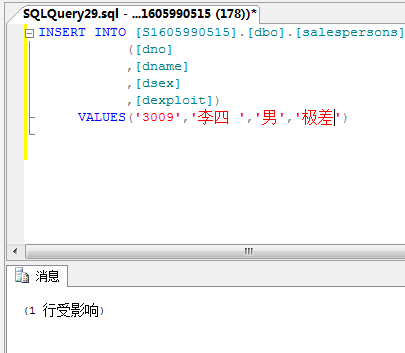 SQLQuery29.sql - ...1605990515 (178))*
INSERT INTO [S1605990515].[dbo].[salespersons]
([dno]
,[dname]
,[dsex]
,[dexploit])
VALUES('3009','李四 ','男','极差')
消息
(1 行受影响)